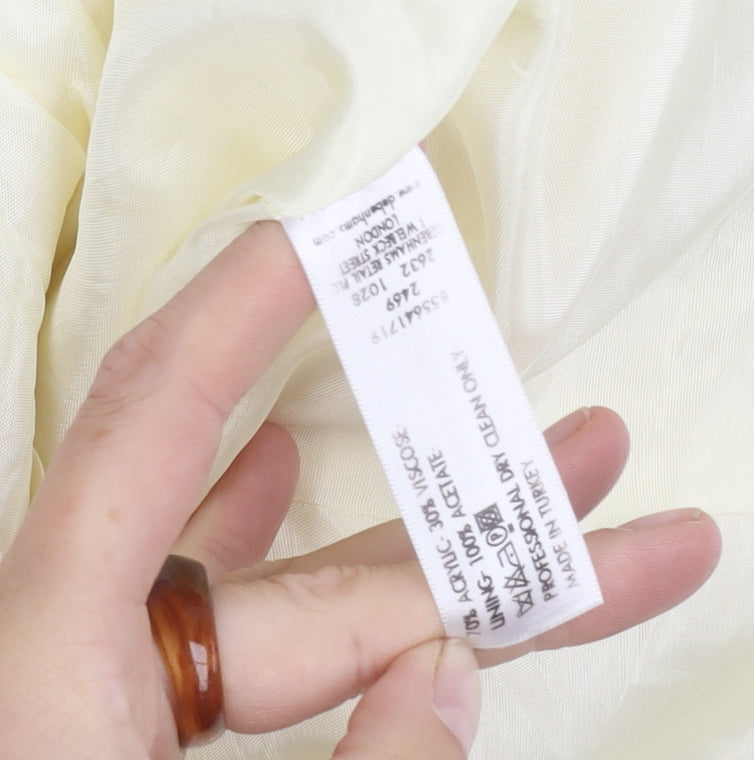 www.debenhams.com
LONDON
1 WELBECK STREET
DEBENHAMS RETAIL PLC
2632 1028
2469
855641719
70% ACRYLIC- 30% VISCOSE-
LINING- 100% ACETATE-
PROFESSIONAL DRY CLEAN ONLY-
MADE IN TURKEY